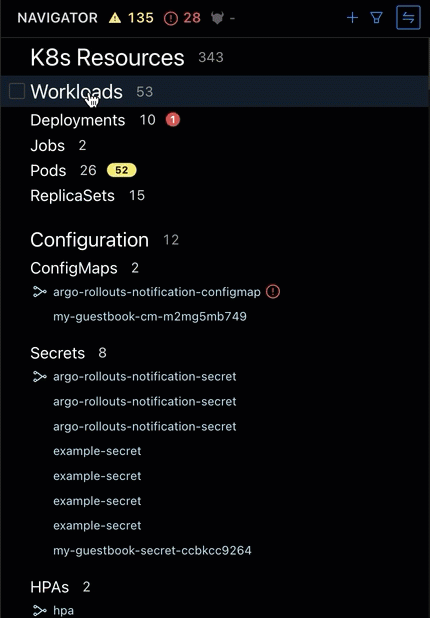 NAVIGATOR 135 28 -
K8s Resources 343
Workloads 53
Deployments 10 1
Jobs 2
Pods 26 52
ReplicaSets 15
Configuration 12
ConfigMaps 2
argo-rollouts-notification-configmap
my-guestbook-cm-m2mg5mb749
Secrets 8
argo-rollouts-notification-secret
argo-rollouts-notification-secret
argo-rollouts-notification-secret
example-secret
example-secret
example-secret
example-secret
my-guestbook-secret-ccbkcc9264
HPAs 2
hpa